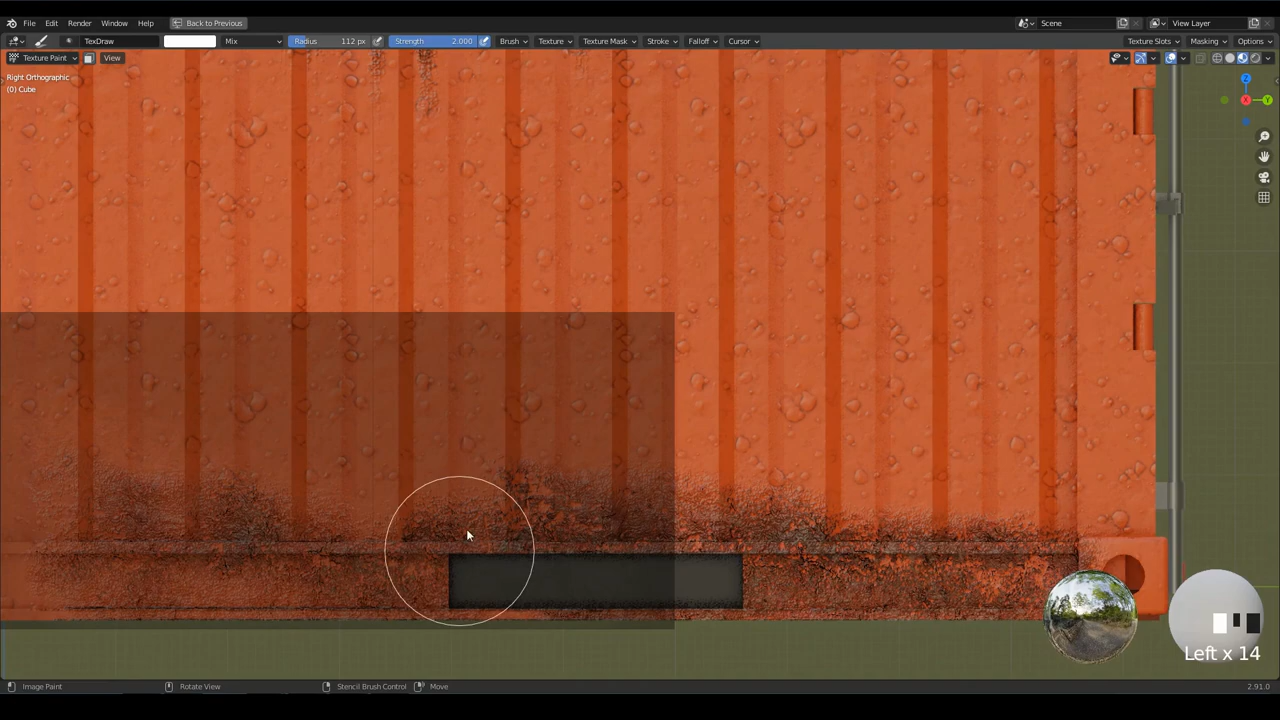 File Edit Render Window Help Back to Previous Scene View Layer
TexDraw Mix Radius 112 px Strength 2.000 Brush Texture Texture Mask Stroke Falloff Cursor Texture Slots Masking Options
Texture Paint View
Right Orthographic
(0) Cube
Z
X
Y
Left x 14
Image Paint Rotate View Stencil Brush Control Move 2.91.0